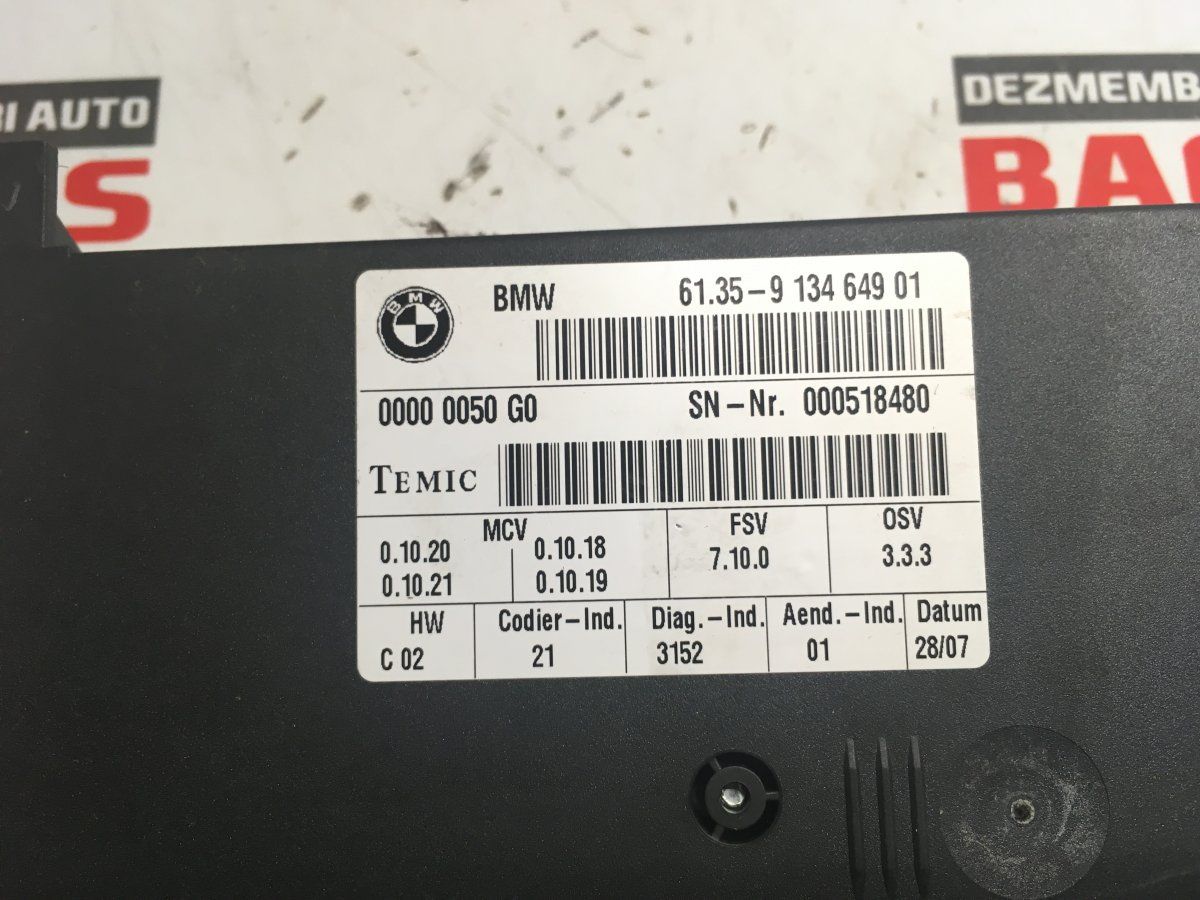 RI AUTO
S
DEZMEMB
BAC
BMW
BMW 61.35-9 134 649 01
0000 0050 G0 SN-Nr. 000518480
TEMIC
MCV FSV OSV
0.10.20 0.10.18 7.10.0 3.3.3
0.10.21 0.10.19
HW Codier-Ind. Diag.-Ind. Aend.-Ind. Datum
C 02 21 3152 01 28/07